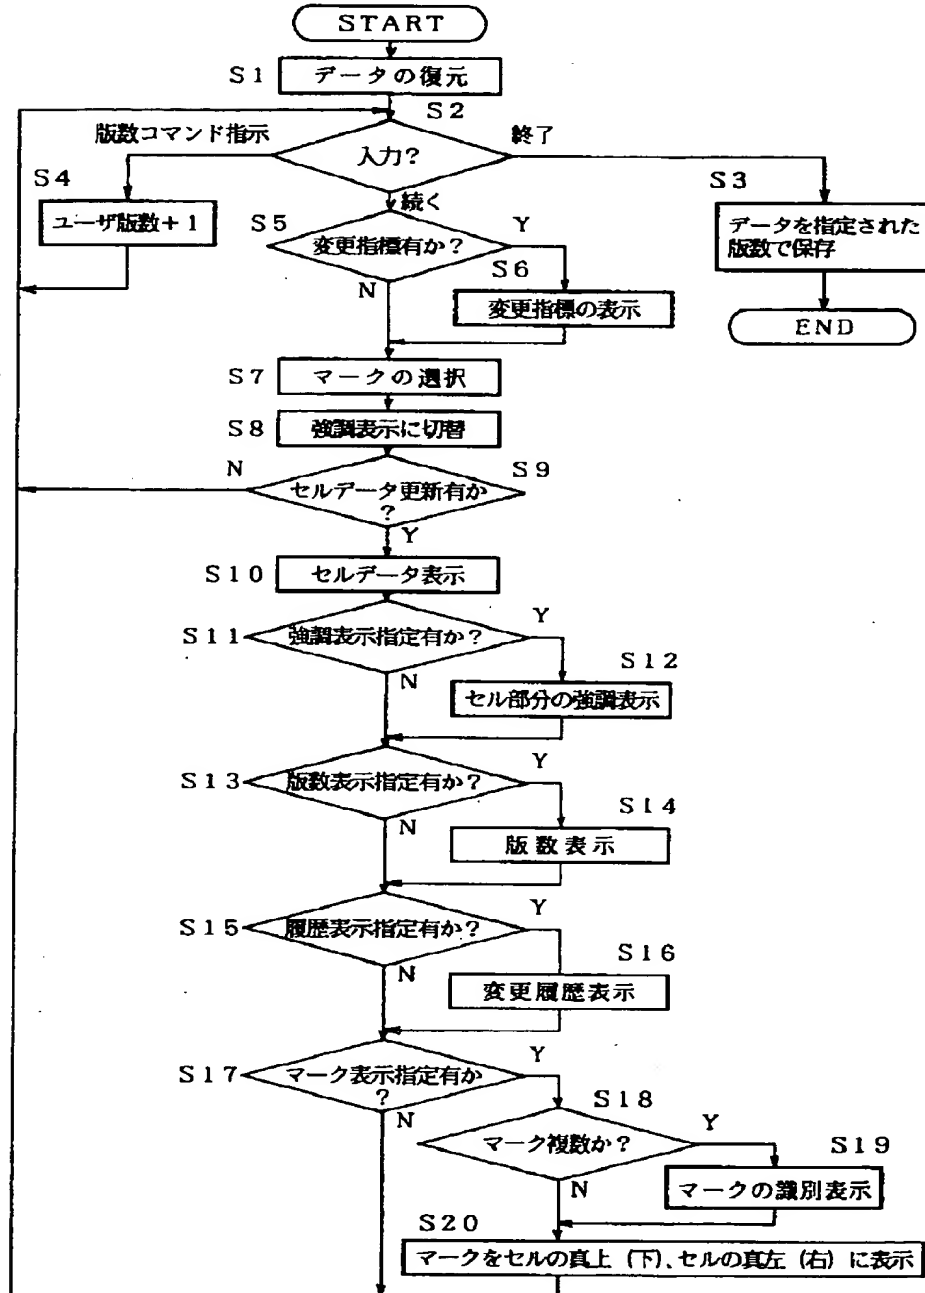 START
S1
データの復元
S2
版数コマンド指示
終了
入力?
S4
S3
ユーザ版数+1
続く
データを指定された
版数で保存
S5
変更指標有か?
Y
S6
N
変更指標の表示
END
S7
マークの選択
S8
強調表示に切替
N
S9
セルデータ更新有か
?
Y
S10
セルデータ表示
S11
強調表示指定有か?
Y
S12
N
セル部分の強調表示
S13
版数表示指定有か?
Y
S14
N
版数表示
S15
履歴表示指定有か?
Y
S16
N
変更履歴表示
S17
マーク表示指定有か
?
Y
N
S18
マーク複数か?
Y
S19
N
マークの識別表示
S20
マークをセルの真上(下)、セルの真左(右)に表示